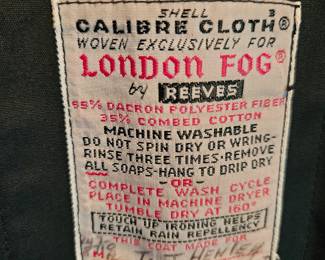 SHELL
CALIBRE CLOTH®
WOVEN EXCLUSIVELY FOR
LONDON FOG®
by REEVES
65% DACRON POLYESTER FIBER
35% COMBED COTTON
MACHINE WASHABLE
DO NOT SPIN DRY OR WRING-
RINSE THREE TIMES·REMOVE
ALL SOAPS-HANG TO DRIP DRY
-OR-
COMPLETE WASH CYCLE
PLACE IN MACHINE DRYER
TUMBLE DRY AT 160°
TOUCH UP IRONING HELPS
RETAIN RAIN REPELLENCY
THIS COAT MADE FOR